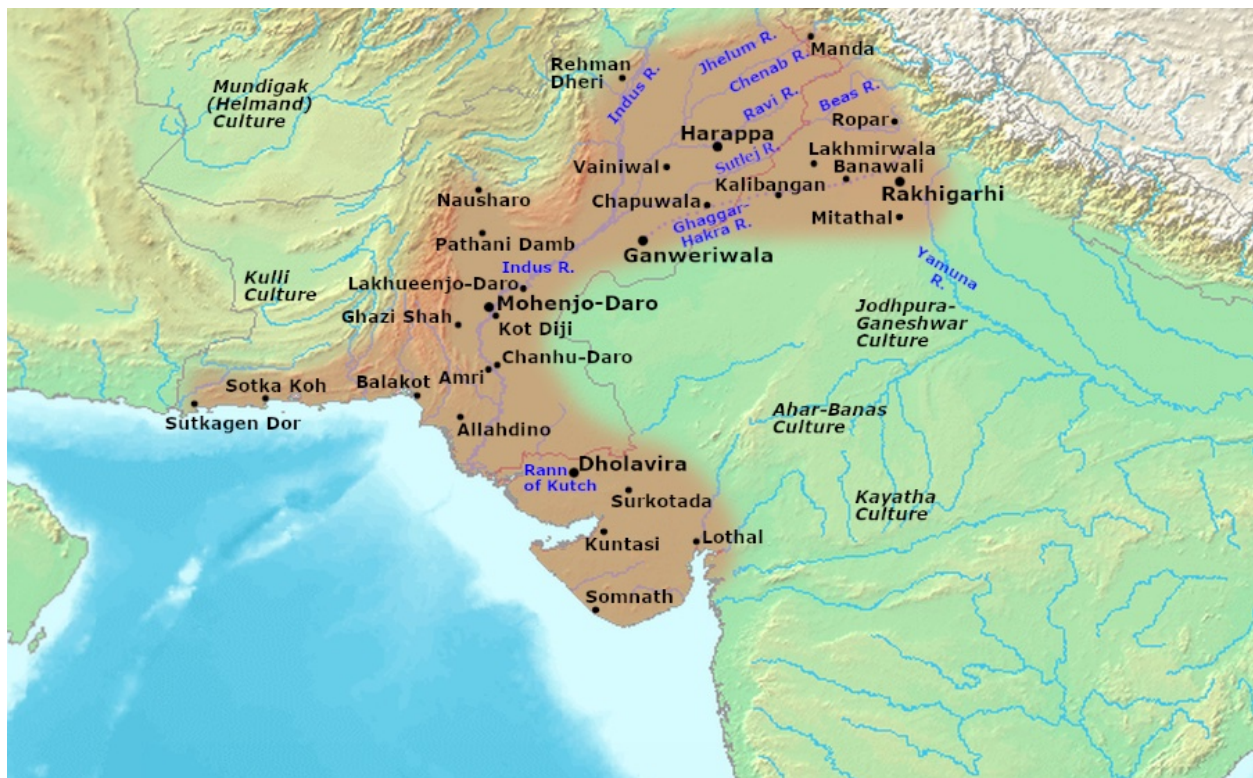 Manda
Jhelum R.
Chenab R.
Rehman
Dheri
Indus R.
Mundigak
(Helmand)
Culture
Ravi R.
Beas R.
Ropar
Harappa
Lakhmirwala
Sutlej R.
Vainiwal
Banawali
Kalibangan
Rakhigarhi
Nausharo
Chapuwala
Mitathal
Ghaggar-
Hakra R.
Pathani Damb
Ganweriwala
Indus R.
Yamuna
R.
Kulli
Culture
Lakhueenjo-Daro
Mohenjo-Daro
Ghazi Shah
Kot Diji
Jodhpura-
Ganeshwar
Culture
Chanhu-Daro
Amri
Sotka Koh
Balakot
Sutkagen Dor
Allahdino
Ahar-Banas
Culture
Dholavira
Rann
of Kutch
Surkotada
Kayatha
Culture
Kuntasi
Lothal
Somnath